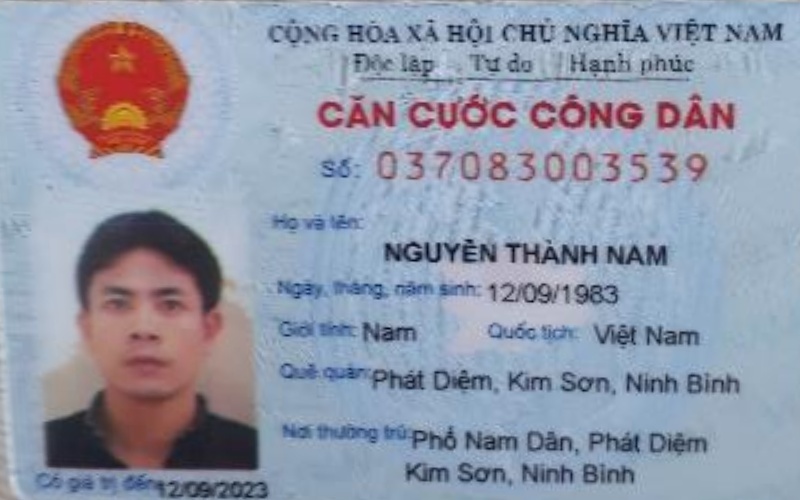 CỘNG HÒA XÃ HỘI CHỦ NGHĨA VIỆT NAM
Độc lập Tự do Hạnh phúc
CĂN CƯỚC CÔNG DÂN
Số: 037083003539
Họ và tên:
NGUYỄN THÀNH NAM
Ngày, tháng, năm sinh: 12/09/1983
Giới tính: Nam Quốc tịch: Việt Nam
Quê quán: Phát Diệm, Kim Sơn, Ninh Bình
Nơi thường trú: Phố Nam Dân, Phát Diệm
Kim Sơn, Ninh Bình
Có giá trị đến: 12/09/2023